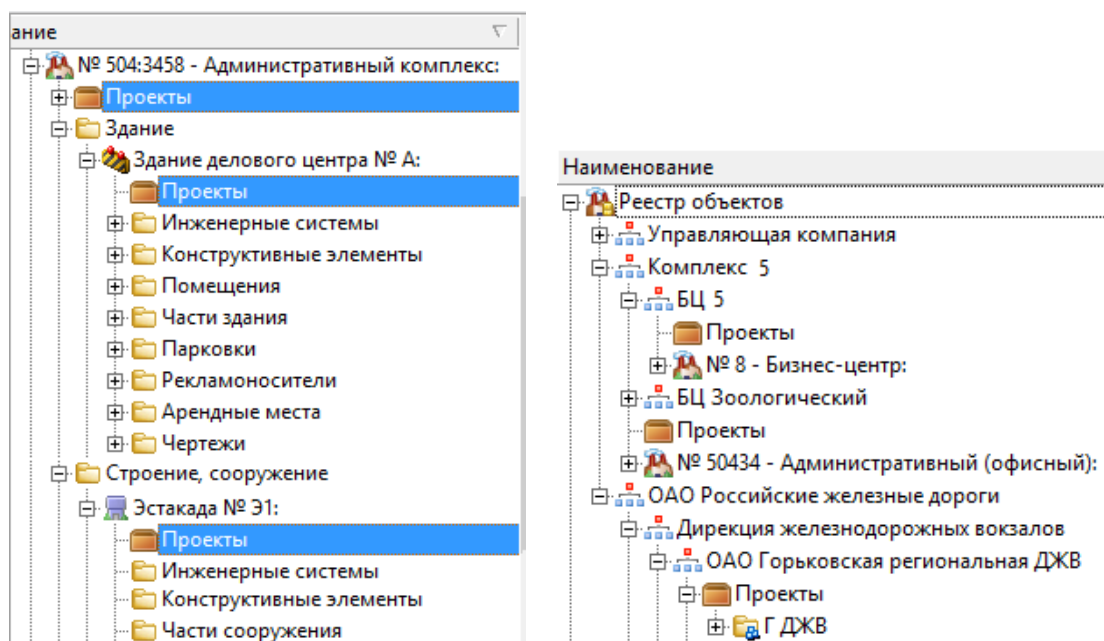 ание
№ 504:3458 - Административный комплекс:
Проекты
Здание
Здание делового центра № А:
Проекты
Инженерные системы
Конструктивные элементы
Помещения
Части здания
Парковки
Рекламоносители
Арендные места
Чертежи
Строение, сооружение
Эстакада № Э1:
Проекты
Инженерные системы
Конструктивные элементы
Части сооружения
Наименование
Реестр объектов
Управляющая компания
Комплекс 5
БЦ 5
Проекты
№ 8 - Бизнес-центр:
БЦ Зоологический
Проекты
№ 50434 - Административный (офисный):
ОАО Российские железные дороги
Дирекция железнодорожных вокзалов
ОАО Горьковская региональная ДЖВ
Проекты
Г ДЖВ